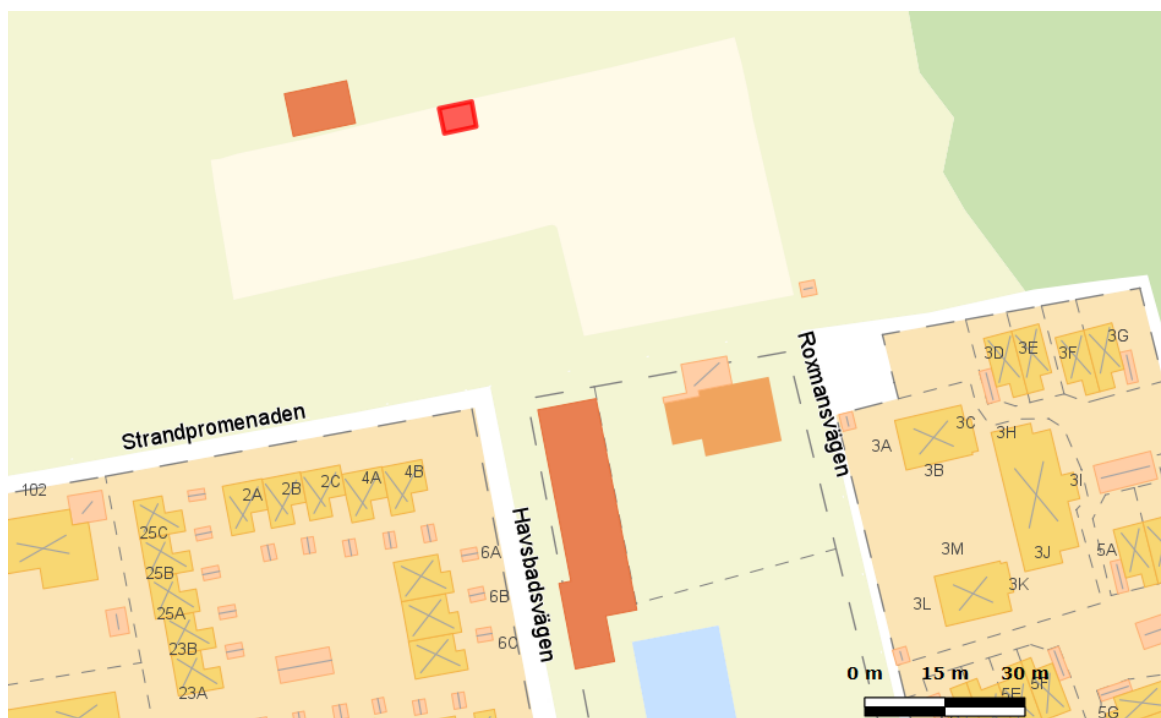 3D
3E
3F
3G
Roxmansvägen
Strandpromenaden
3A
3C
3B
3H
3I
102
2A
2B
2C
4A
4B
25C
25B
25A
23B
23A
Havsbadsvägen
6A
6B
6C
3M
3J
3K
3L
5A
5F
5E
5G
0 m 15 m 30 m